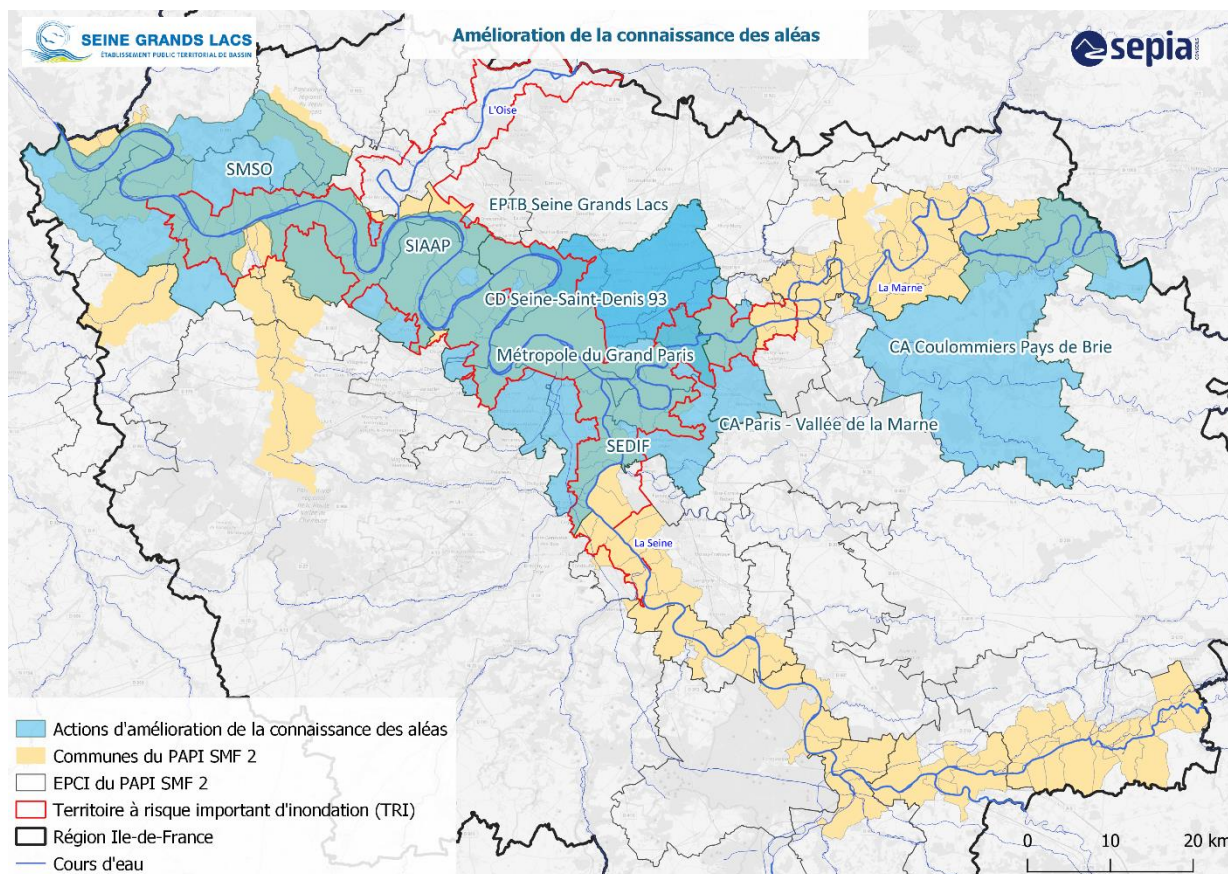 SEINE GRANDS LACS
ÉTABLISSEMENT PUBLIC TERRITORIAL DE BASSIN
Amélioration de la connaissance des aléas
sepia
CONSEILS
L'Oise
SMSO
EPTB Seine Grands Lacs
SIAAP
La Marne
CD Seine-Saint-Denis 93
CA Coulommiers Pays de Brie
Métropole du Grand Paris
CA Paris - Vallée de la Marne
SEDIF
La Seine
Actions d'amélioration de la connaissance des aléas
Communes du PAPI SMF 2
EPCI du PAPI SMF 2
Territoire à risque important d'inondation (TRI)
Région Ile-de-France
Cours d'eau
0 10 20 km